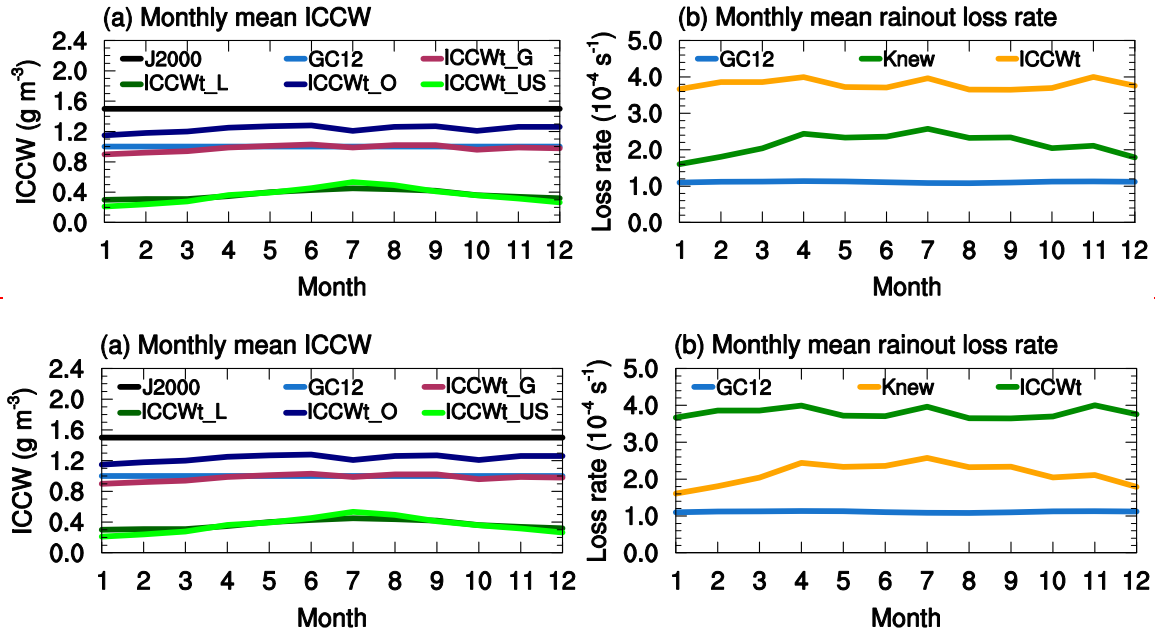 (a) Monthly mean ICCW
ICCW (g m⁻³)
2.4
2.0
1.6
1.2
0.8
0.4
0.0
J2000 GC12 ICCWt_G
ICCWt_L ICCWt_O ICCWt_US
1 2 3 4 5 6 7 8 9 10 11 12
Month
(b) Monthly mean rainout loss rate
Loss rate (10⁻⁴ s⁻¹)
5.0
4.0
3.0
2.0
1.0
0.0
GC12 Knew ICCWt
1 2 3 4 5 6 7 8 9 10 11 12
Month
(a) Monthly mean ICCW
ICCW (g m⁻³)
2.4
2.0
1.6
1.2
0.8
0.4
0.0
J2000 GC12 ICCWt_G
ICCWt_L ICCWt_O ICCWt_US
1 2 3 4 5 6 7 8 9 10 11 12
Month
(b) Monthly mean rainout loss rate
Loss rate (10⁻⁴ s⁻¹)
5.0
4.0
3.0
2.0
1.0
0.0
GC12 Knew ICCWt
1 2 3 4 5 6 7 8 9 10 11 12
Month